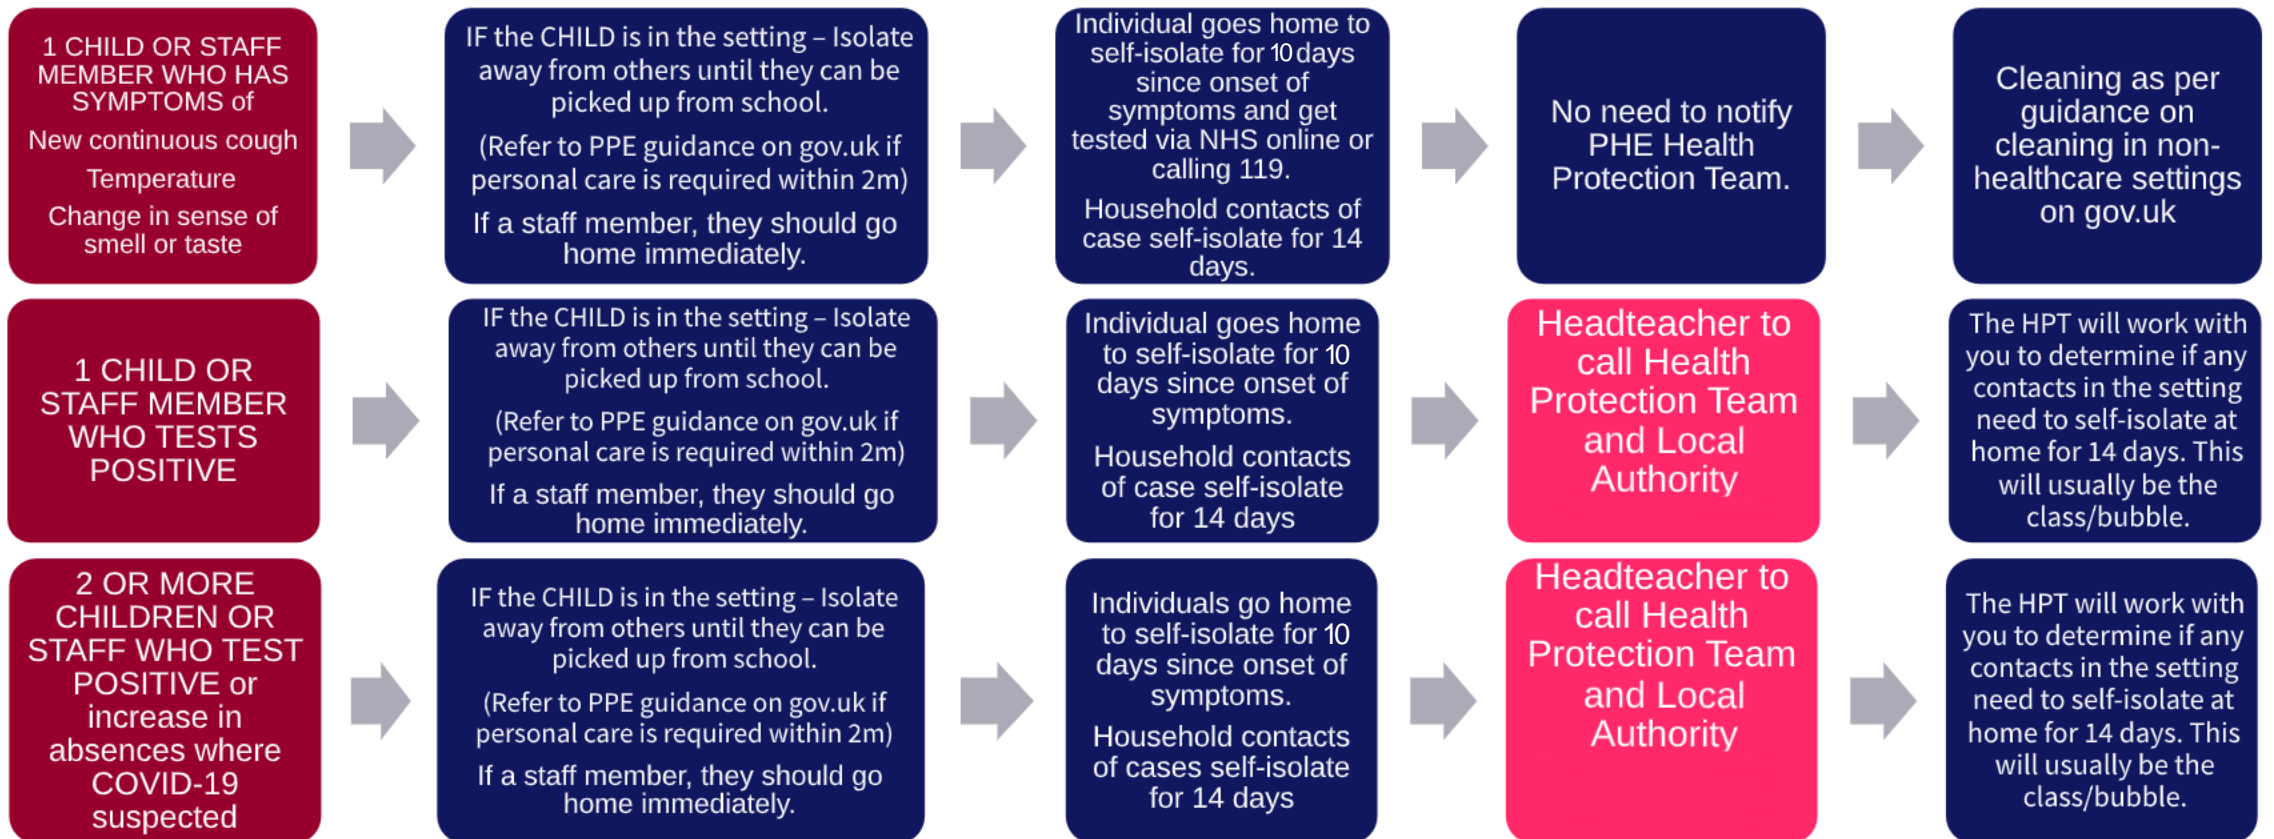 1 CHILD OR STAFF
MEMBER WHO HAS
SYMPTOMS of
New continuous cough
Temperature
Change in sense of
smell or taste
IF the CHILD is in the setting – Isolate
away from others until they can be
picked up from school.
(Refer to PPE guidance on gov.uk if
personal care is required within 2m)
If a staff member, they should go
home immediately.
Individual goes home to
self-isolate for 10 days
since onset of
symptoms and get
tested via NHS online or
calling 119.
Household contacts of
case self-isolate for 14
days.
No need to notify
PHE Health
Protection Team.
Cleaning as per
guidance on
cleaning in non-
healthcare settings
on gov.uk
1 CHILD OR
STAFF MEMBER
WHO TESTS
POSITIVE
IF the CHILD is in the setting – Isolate
away from others until they can be
picked up from school.
(Refer to PPE guidance on gov.uk if
personal care is required within 2m)
If a staff member, they should go
home immediately.
Individual goes home
to self-isolate for 10
days since onset of
symptoms.
Household contacts
of case self-isolate
for 14 days
Headteacher to
call Health
Protection Team
and Local
Authority
The HPT will work with
you to determine if any
contacts in the setting
need to self-isolate at
home for 14 days. This
will usually be the
class/bubble.
2 OR MORE
CHILDREN OR
STAFF WHO TEST
POSITIVE or
increase in
absences where
COVID-19
suspected
IF the CHILD is in the setting – Isolate
away from others until they can be
picked up from school.
(Refer to PPE guidance on gov.uk if
personal care is required within 2m)
If a staff member, they should go
home immediately.
Individuals go home
to self-isolate for 10
days since onset of
symptoms.
Household contacts
of cases self-isolate
for 14 days
Headteacher to
call Health
Protection Team
and Local
Authority
The HPT will work with
you to determine if any
contacts in the setting
need to self-isolate at
home for 14 days. This
will usually be the
class/bubble.